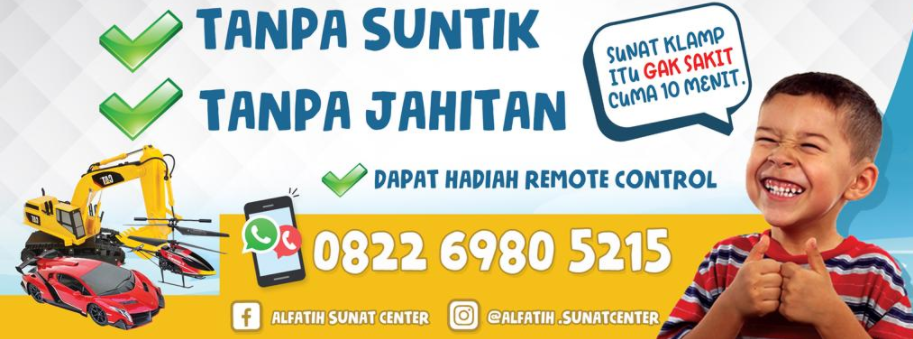 TANPA SUNTIK
TANPA JAHITAN
SUNAT KLAMP
ITU GAK SAKIT
CUMA 10 MENIT.
DAPAT HADIAH REMOTE CONTROL
0822 6980 5215
ALFATIH SUNAT CENTER
@ALFATIH .SUNATCENTER
CAT